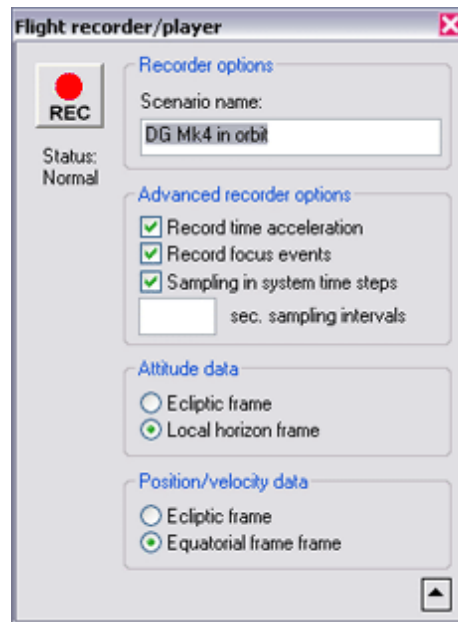 Flight recorder/player
REC
Status:
Normal
Recorder options
Scenario name:
DG Mk4 in orbit
Advanced recorder options
Record time acceleration
Record focus events
Sampling in system time steps
sec. sampling intervals
Attitude data
Ecliptic frame
Local horizon frame
Position/velocity data
Ecliptic frame
Equatorial frame frame